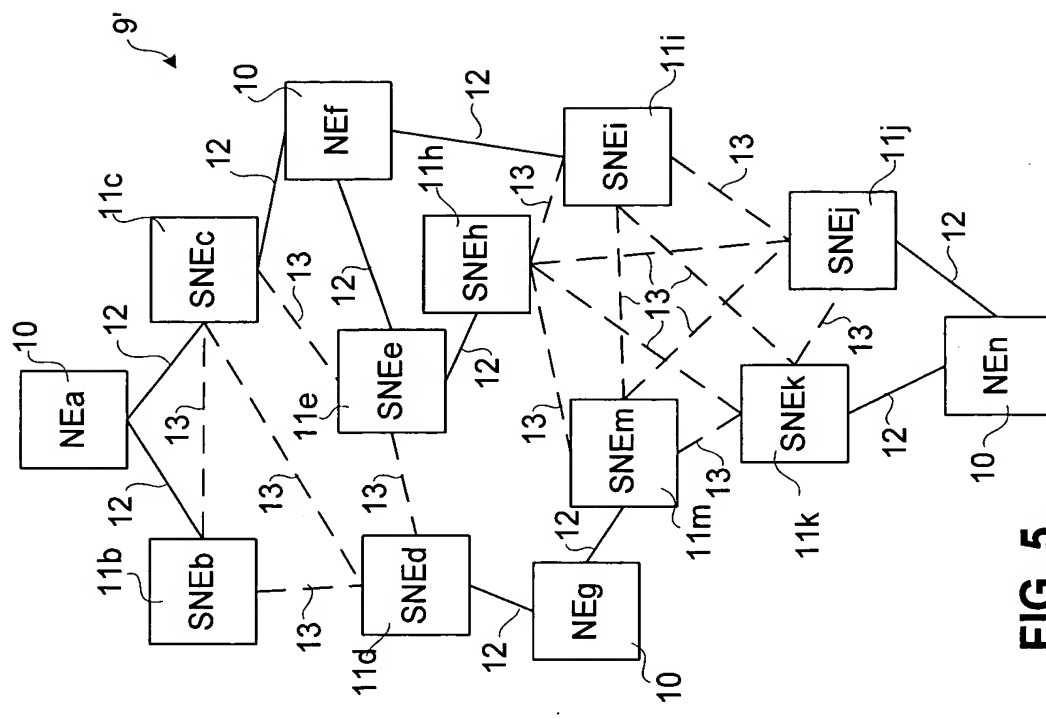 9'
10
NEa
12
12
11c
SNEc
12
10
NEf
11b
SNEb
13
13
12
12
11e
SNEe
11h
SNEh
12
13
13
13
11d
SNEd
12
13
11i
SNEi
13
12
NEg
10
12
SNEm
11m
13
13
13
13
13
13
13
SNEj
11j
SNEk
11k
12
12
NEn
10
FIG. 5